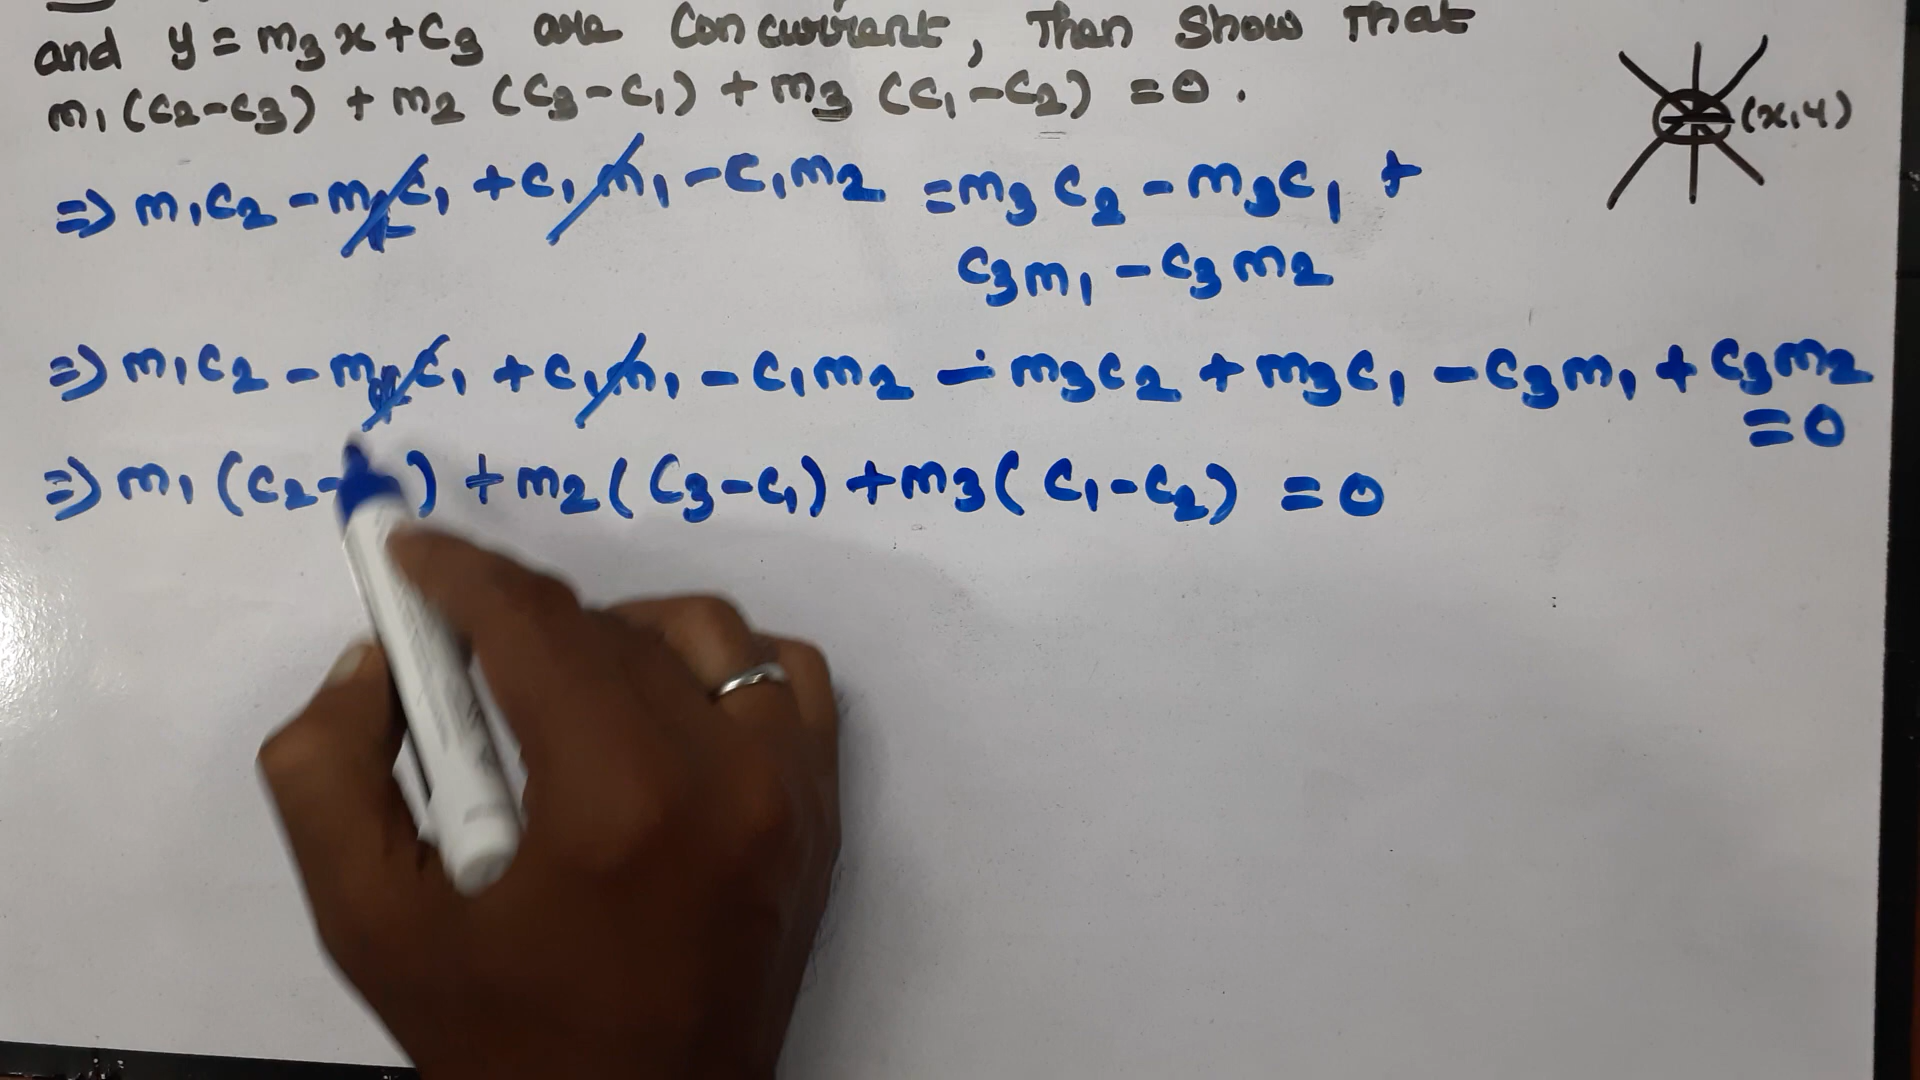 and y = m3x + c3 are Concurrent, Then Show That
m1(c2-c3) + m2 (c3-c1) + m3 (c1-c2) = 0.
(x,y)
⇒ m1c2 - m1c1 + c1m1 - c1m2 = m3c2 - m3c1 +
c3m1 - c3m2
⇒ m1c2 - m1c1 + c1m1 - c1m2 - m3c2 + m3c1 - c3m1 + c3m2
= 0
⇒ m1(c2- ) + m2(c3-c1) + m3(c1-c2) = 0